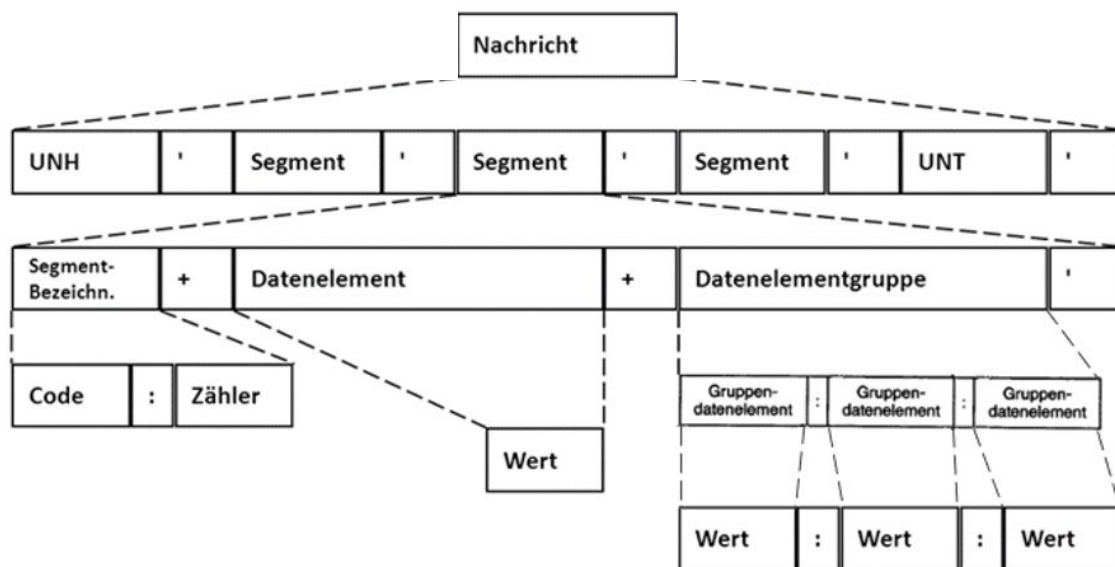 Nachricht
UNH ' Segment ' Segment ' Segment ' UNT '
Segment-
Bezeichn. + Datenelement + Datenelementgruppe '
Code : Zähler
Gruppen-
datenelement : Gruppen-
datenelement : Gruppen-
datenelement
Wert
Wert : Wert : Wert